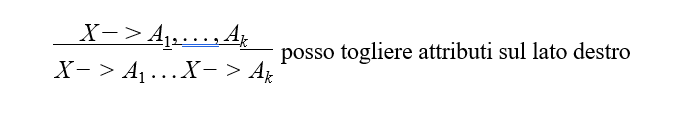 X− > A₁, . . . , Aₖ
X− > A₁ . . . X− > Aₖ posso togliere attributi sul lato destro